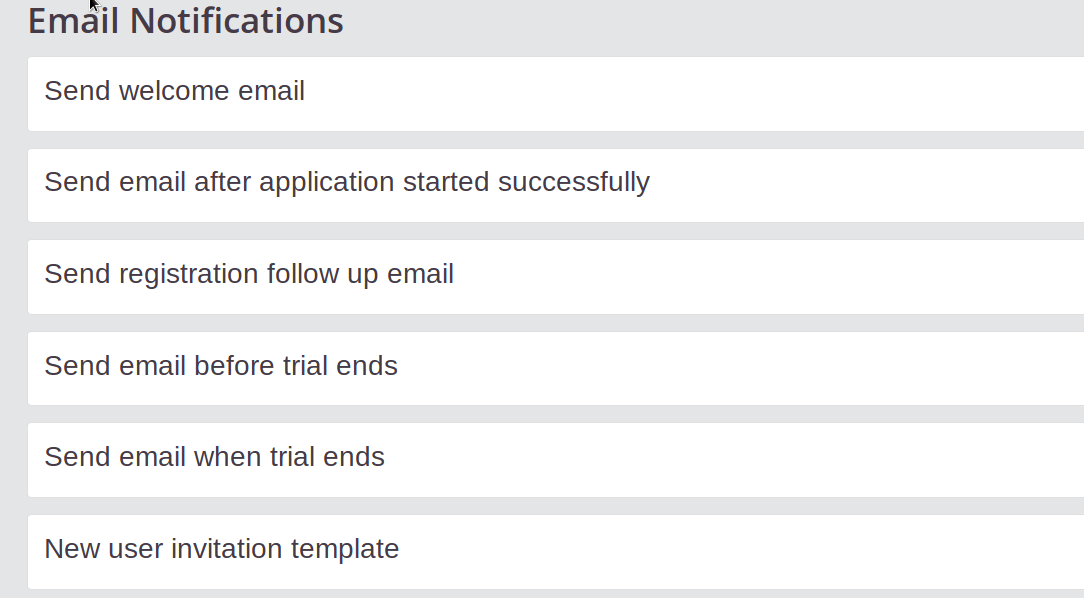 Email Notifications
Send welcome email
Send email after application started successfully
Send registration follow up email
Send email before trial ends
Send email when trial ends
New user invitation template